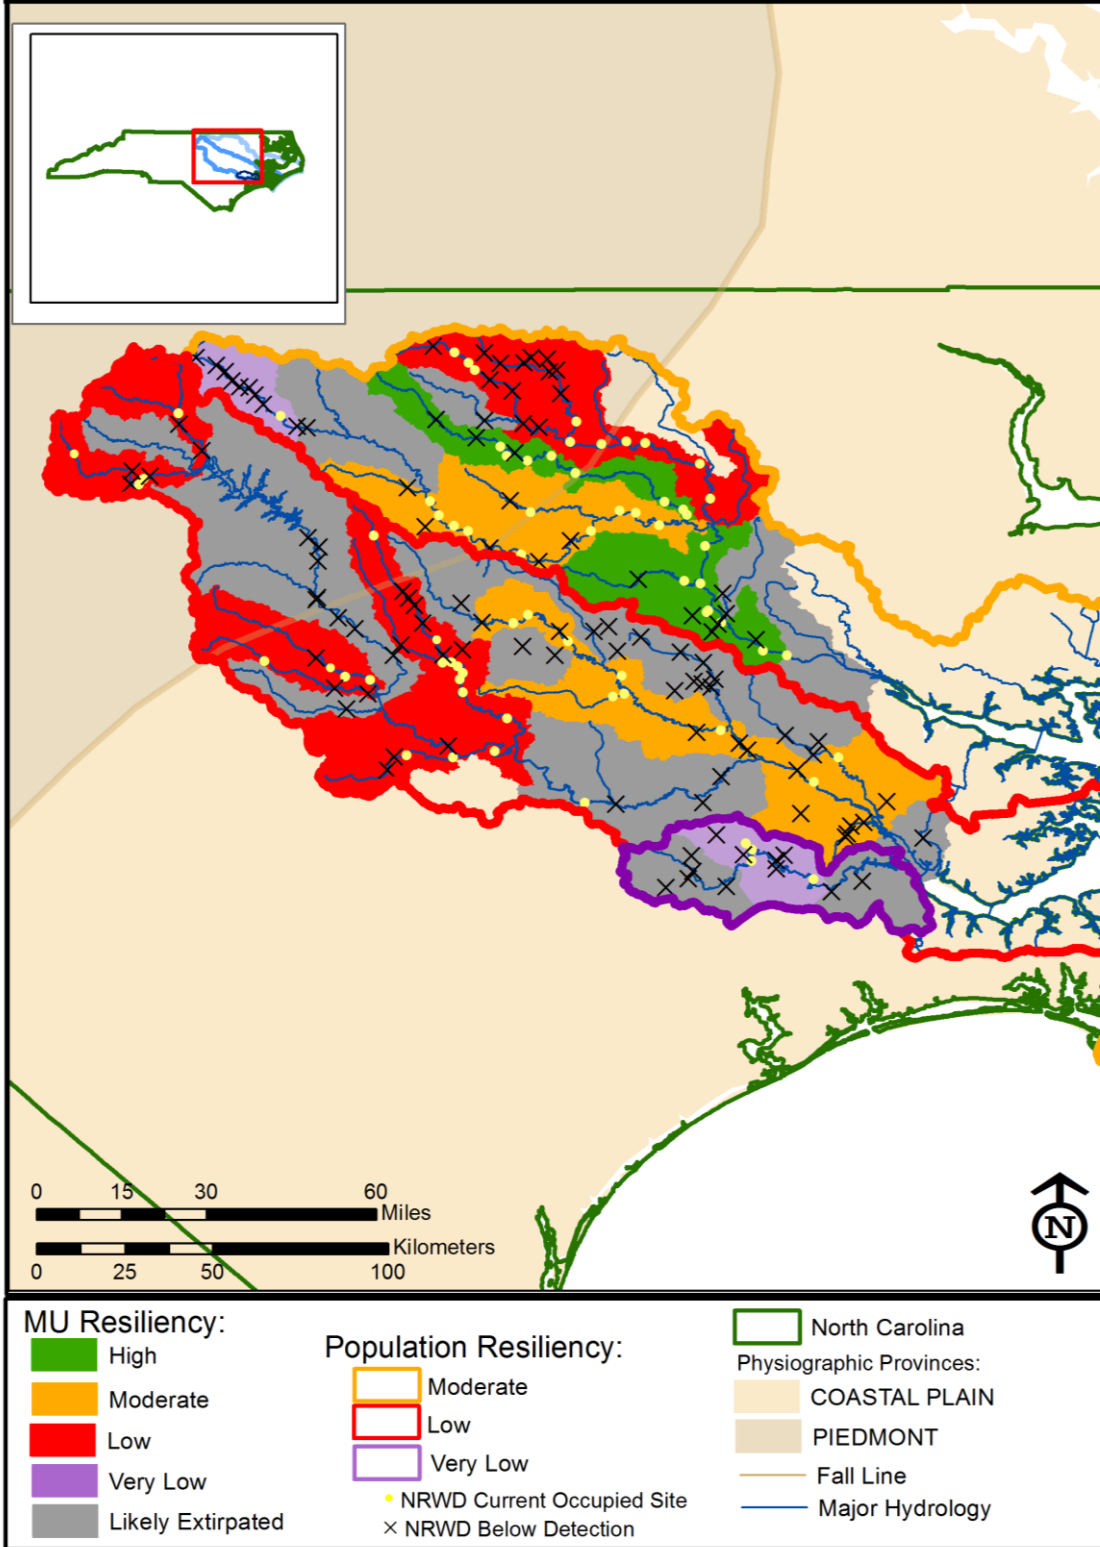 0 15 30 60
Miles
Kilometers
0 25 50 100
N
MU Resiliency:
High
Moderate
Low
Very Low
Likely Extirpated
Population Resiliency:
Moderate
Low
Very Low
NRWD Current Occupied Site
NRWD Below Detection
North Carolina
Physiographic Provinces:
COASTAL PLAIN
PIEDMONT
Fall Line
Major Hydrology